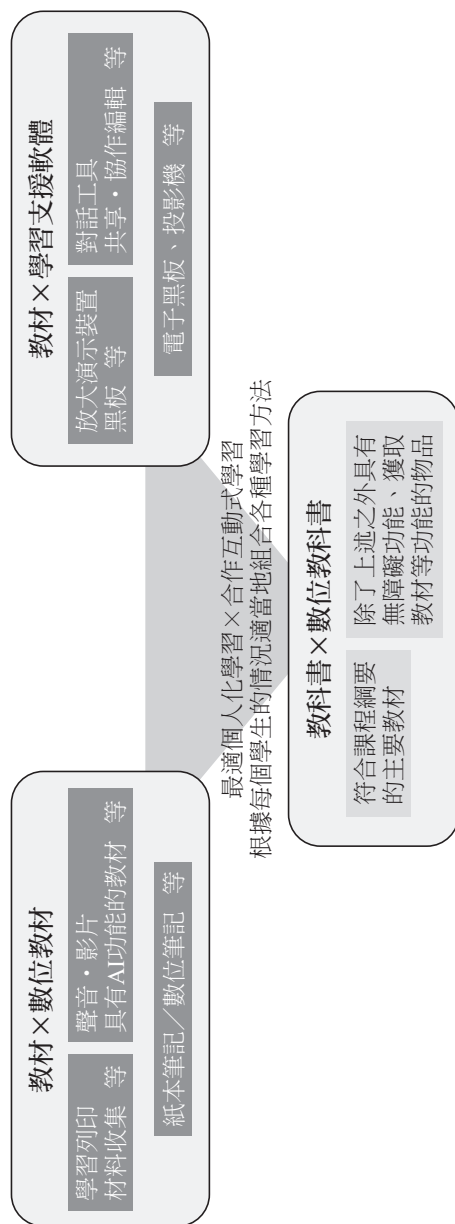 教材×數位教材
學習列印
材料收集 等
聲音・影片
具有AI功能的教材 等
紙本筆記／數位筆記 等
教材×學習支援軟體
放大演示裝置
黑板 等
對話工具
共享・協作編輯 等
電子黑板、投影機 等
最適個人化學習×合作互動式學習
根據每個學生的情況適當地組合各種學習方法
教科書×數位教科書
符合課程綱要
的主要教材
除了上述之外具有
無障礙功能、獲取
教材等功能的物品